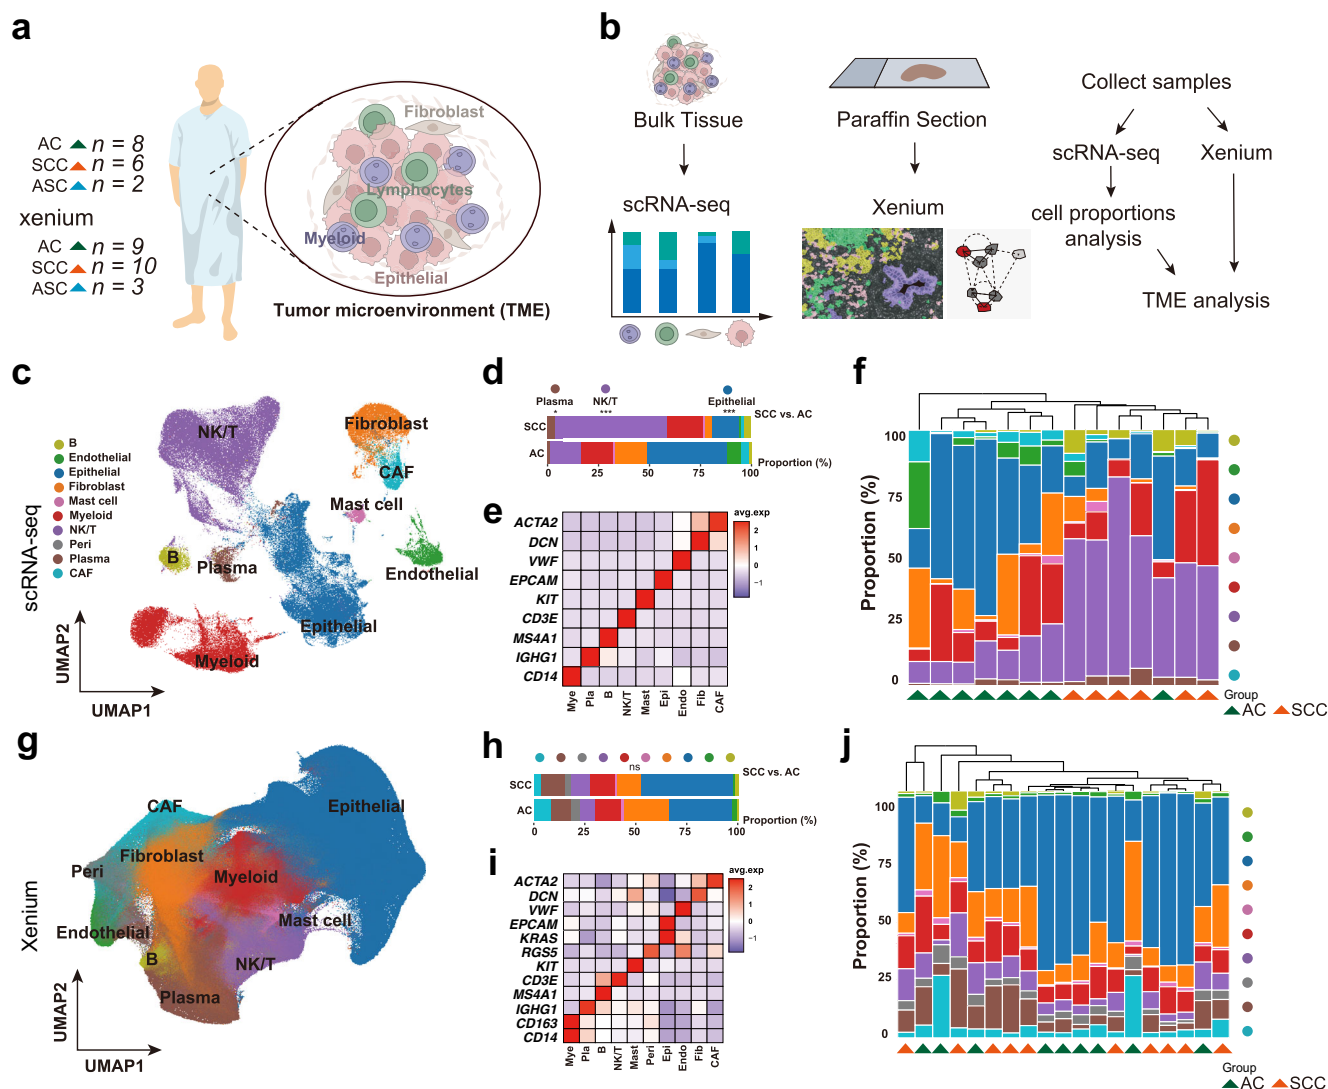 a
AC n = 8
SCC n = 6
ASC n = 2
xenium
AC n = 9
SCC n = 10
ASC n = 3
Fibroblast
Lymphocytes
Myeloid
Epithelial
Tumor microenvironment (TME)
b
Bulk Tissue
scRNA-seq
Paraffin Section
Xenium
Collect samples
scRNA-seq Xenium
cell proportions
analysis
TME analysis
c
scRNA-seq
B
Endothelial
Epithelial
Fibroblast
Mast cell
Myeloid
NK/T
Peri
Plasma
CAF
NK/T
Fibroblast
CAF
Mast cell
B
Plasma
Endothelial
Epithelial
Myeloid
UMAP2
UMAP1
d
Plasma NK/T Epithelial
* *** ***
SCC vs. AC
SCC
AC
Proportion (%)
0 25 50 75 100
e
ACTA2
DCN
VWF
EPCAM
KIT
CD3E
MS4A1
IGHG1
CD14
Mye Pla B NK/T Mast Epi Endo Fib CAF
avg.exp
2
1
0
−1
f
Proportion (%)
100
75
50
25
0
Group
AC SCC
g
Xenium
CAF
Epithelial
Fibroblast
Peri
Myeloid
Mast cell
Endothelial
B
NK/T
Plasma
UMAP2
UMAP1
h
ns
SCC vs. AC
SCC
AC
Proportion (%)
0 25 50 75 100
i
ACTA2
DCN
VWF
EPCAM
KRAS
RGS5
KIT
CD3E
MS4A1
IGHG1
CD163
CD14
Mye Pla B NK/T Mast Peri Epi Endo Fib CAF
avg.exp
2
1
0
−1
j
Proportion (%)
100
75
50
25
0
Group
AC SCC